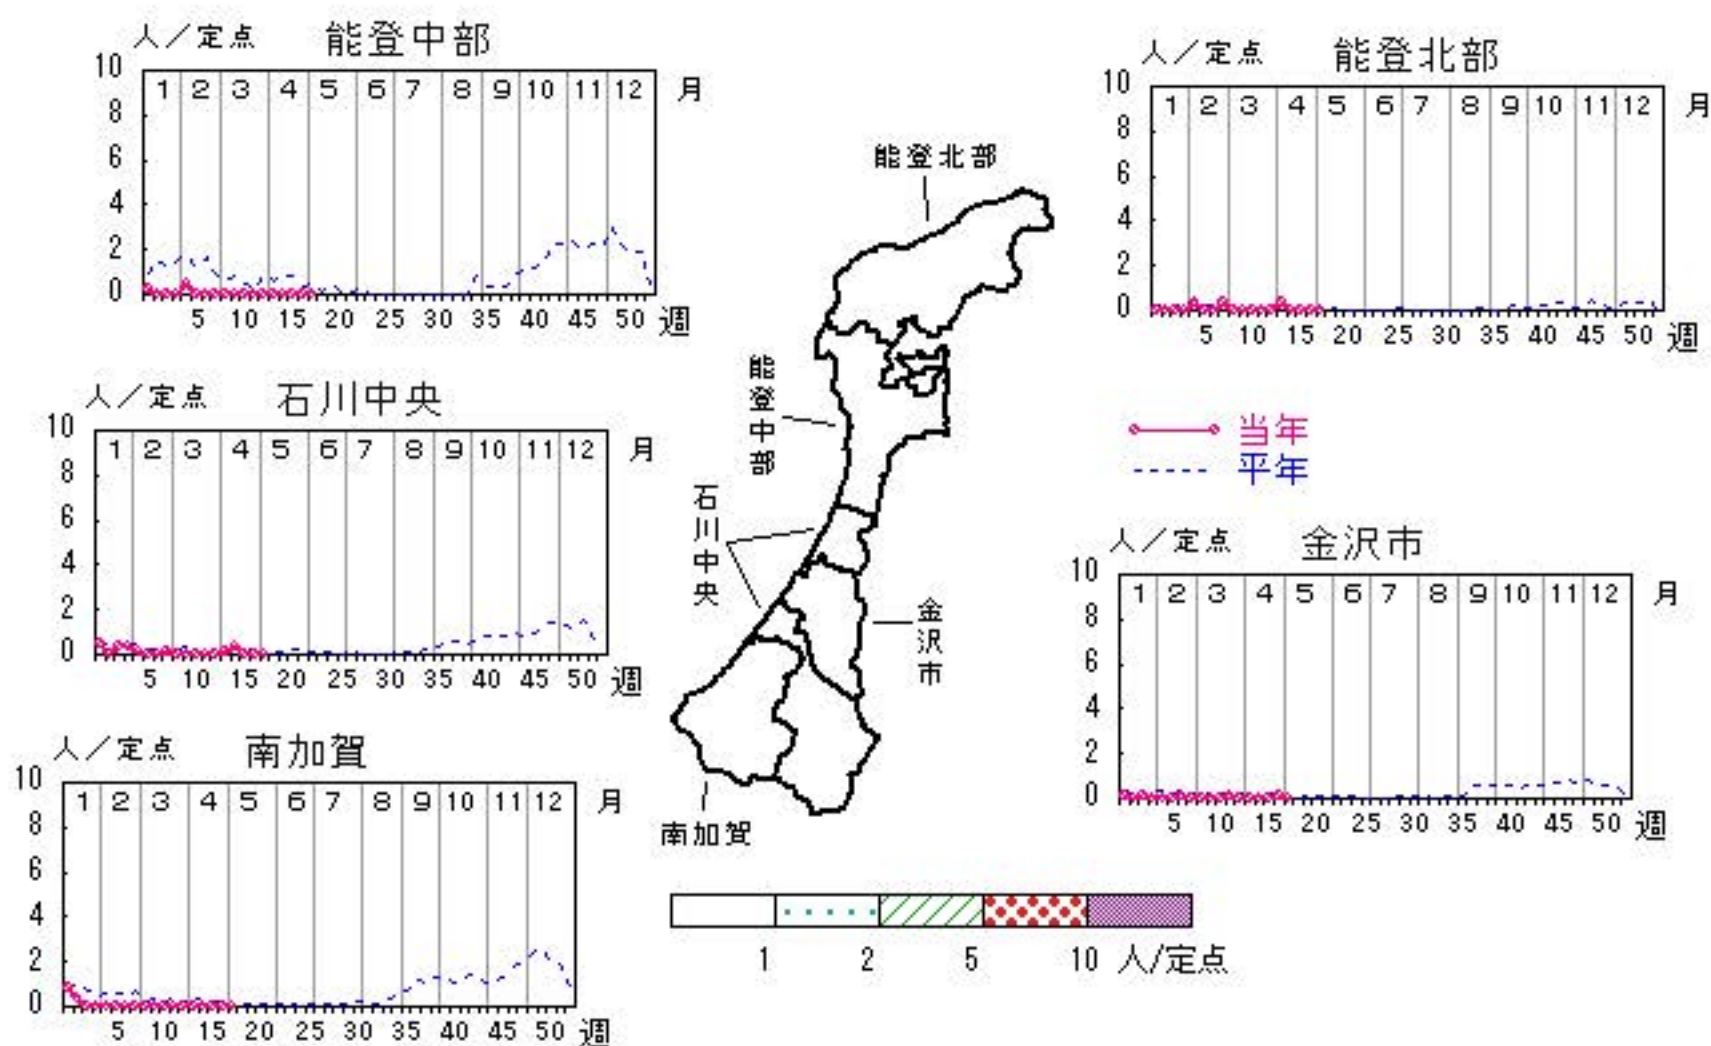 人／定点 能登中部
10 8 6 4 2 0
1 2 3 4 5 6 7 8 9 10 11 12 月
5 10 15 20 25 30 35 40 45 50 週
人／定点 能登北部
10 8 6 4 2 0
1 2 3 4 5 6 7 8 9 10 11 12 月
5 10 15 20 25 30 35 40 45 50 週
能登北部
能登中部
石川中央
金沢市
南加賀
人／定点 石川中央
10 8 6 4 2 0
1 2 3 4 5 6 7 8 9 10 11 12 月
5 10 15 20 25 30 35 40 45 50 週
当年
平年
人／定点 金沢市
10 8 6 4 2 0
1 2 3 4 5 6 7 8 9 10 11 12 月
5 10 15 20 25 30 35 40 45 50 週
人／定点 南加賀
10 8 6 4 2 0
1 2 3 4 5 6 7 8 9 10 11 12 月
5 10 15 20 25 30 35 40 45 50 週
1 2 5 10 人/定点